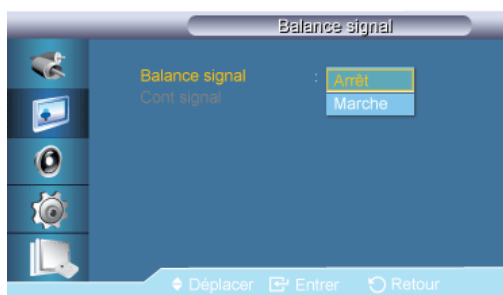 Balance signal
Balance signal : Arrêt
Cont signal Marche
Déplacer Entrer Retour